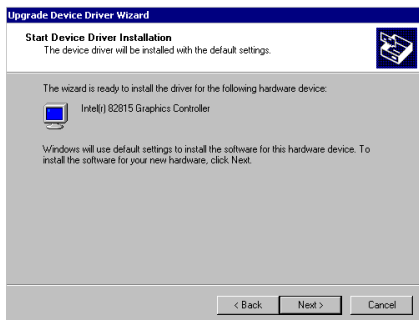 Upgrade Device Driver Wizard
Start Device Driver Installation
The device driver will be installed with the default settings.
The wizard is ready to install the driver for the following hardware device:
Intel(r) 82815 Graphics Controller
Windows will use default settings to install the software for this hardware device. To
install the software for your new hardware, click Next.
< Back
Next >
Cancel